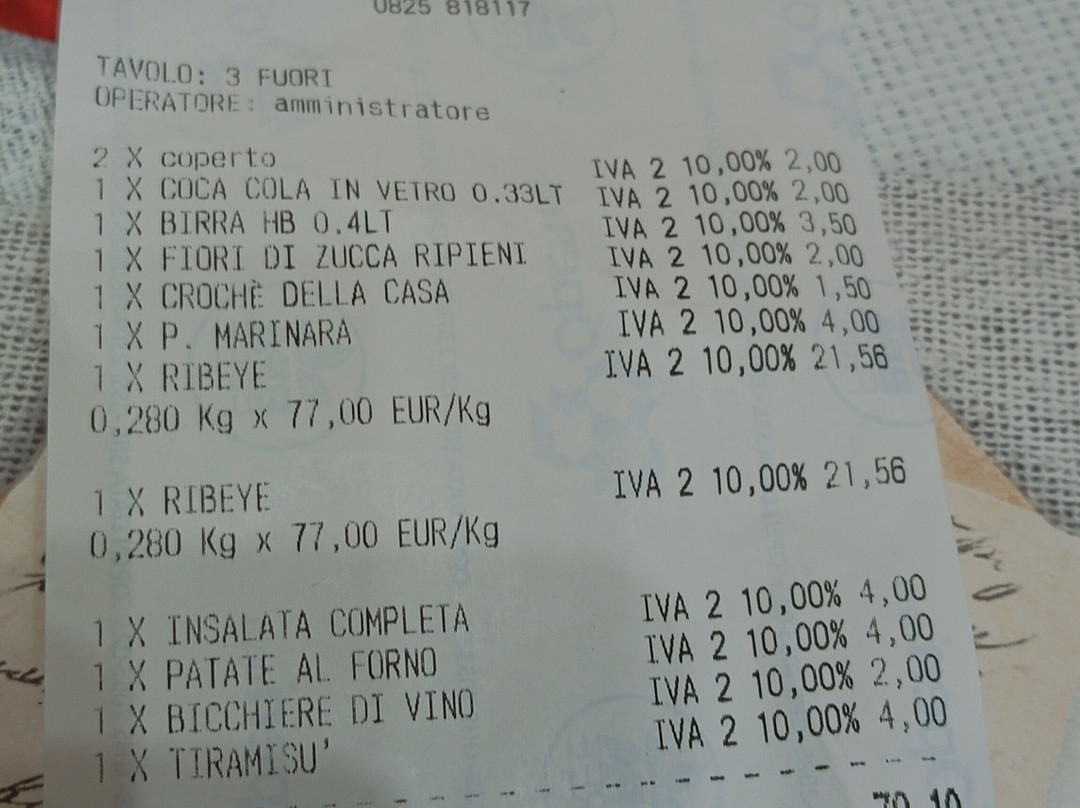 0825 818117
TAVOLO: 3 FUORI
OPERATORE: amministratore
2 X coperto IVA 2 10,00% 2,00
1 X COCA COLA IN VETRO 0.33LT IVA 2 10,00% 2,00
1 X BIRRA HB 0.4LT IVA 2 10,00% 3,50
1 X FIORI DI ZUCCA RIPIENI IVA 2 10,00% 2,00
1 X CROCHÈ DELLA CASA IVA 2 10,00% 1,50
1 X P. MARINARA IVA 2 10,00% 4,00
1 X RIBEYE IVA 2 10,00% 21,56
0,280 Kg x 77,00 EUR/Kg
1 X RIBEYE IVA 2 10,00% 21,56
0,280 Kg x 77,00 EUR/Kg
1 X INSALATA COMPLETA IVA 2 10,00% 4,00
1 X PATATE AL FORNO IVA 2 10,00% 4,00
1 X BICCHIERE DI VINO IVA 2 10,00% 2,00
1 X TIRAMISU' IVA 2 10,00% 4,00